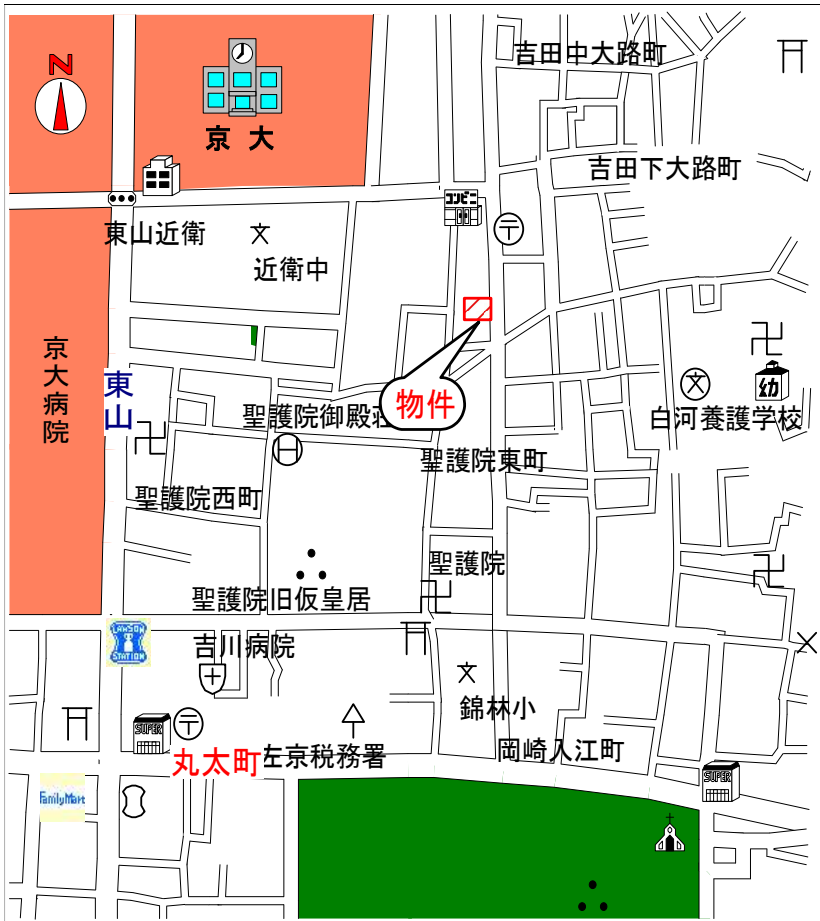 N
吉田中大路町
京大
吉田下大路町
コンビニ
東山近衛
近衛中
京大病院
東山
物件
幼
聖護院御殿荘
白河養護学校
聖護院東町
聖護院西町
聖護院
聖護院旧仮皇居
LAWSON
STATION
吉川病院
錦林小
SUPER
丸太町
左京税務署
岡崎入江町
SUPER
FamilyMart